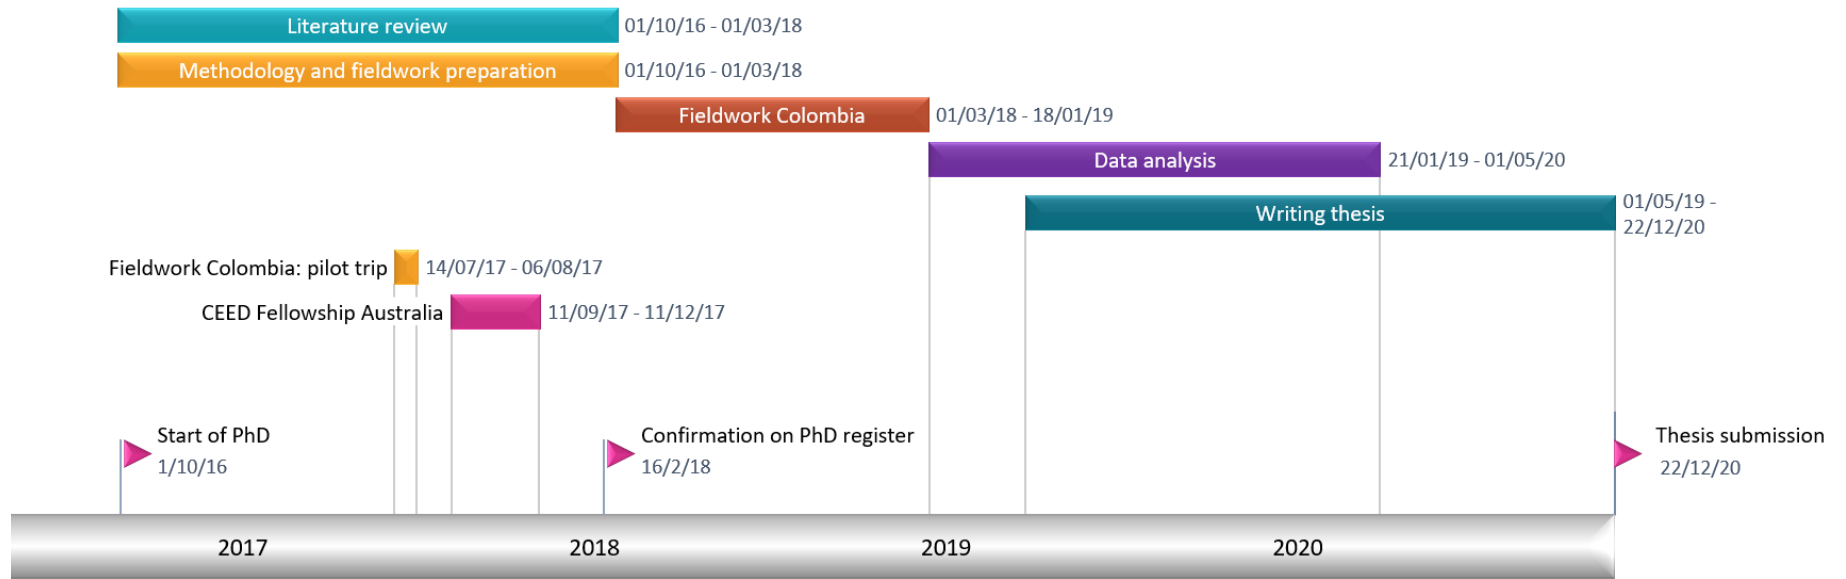 Literature review 01/10/16 - 01/03/18
Methodology and fieldwork preparation 01/10/16 - 01/03/18
Fieldwork Colombia 01/03/18 - 18/01/19
Data analysis 21/01/19 - 01/05/20
Writing thesis 01/05/19 -
22/12/20
Fieldwork Colombia: pilot trip 14/07/17 - 06/08/17
CEED Fellowship Australia 11/09/17 - 11/12/17
Start of PhD
1/10/16
Confirmation on PhD register
16/2/18
Thesis submission
22/12/20
2017 2018 2019 2020